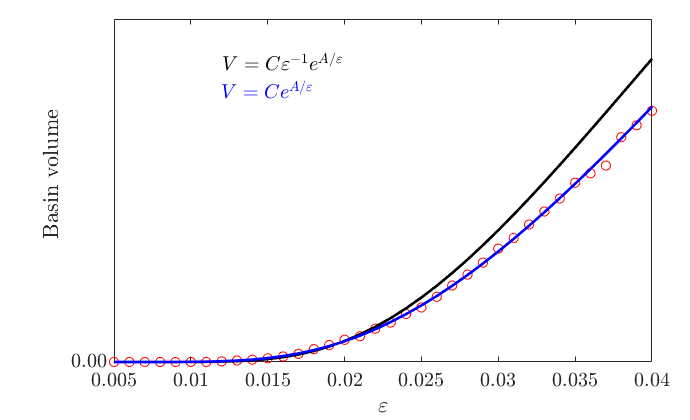 V = Cε⁻¹e^{A/ε}
V = Ce^{A/ε}
Basin volume
0.00
0.005 0.01 0.015 0.02 0.025 0.03 0.035 0.04
ε